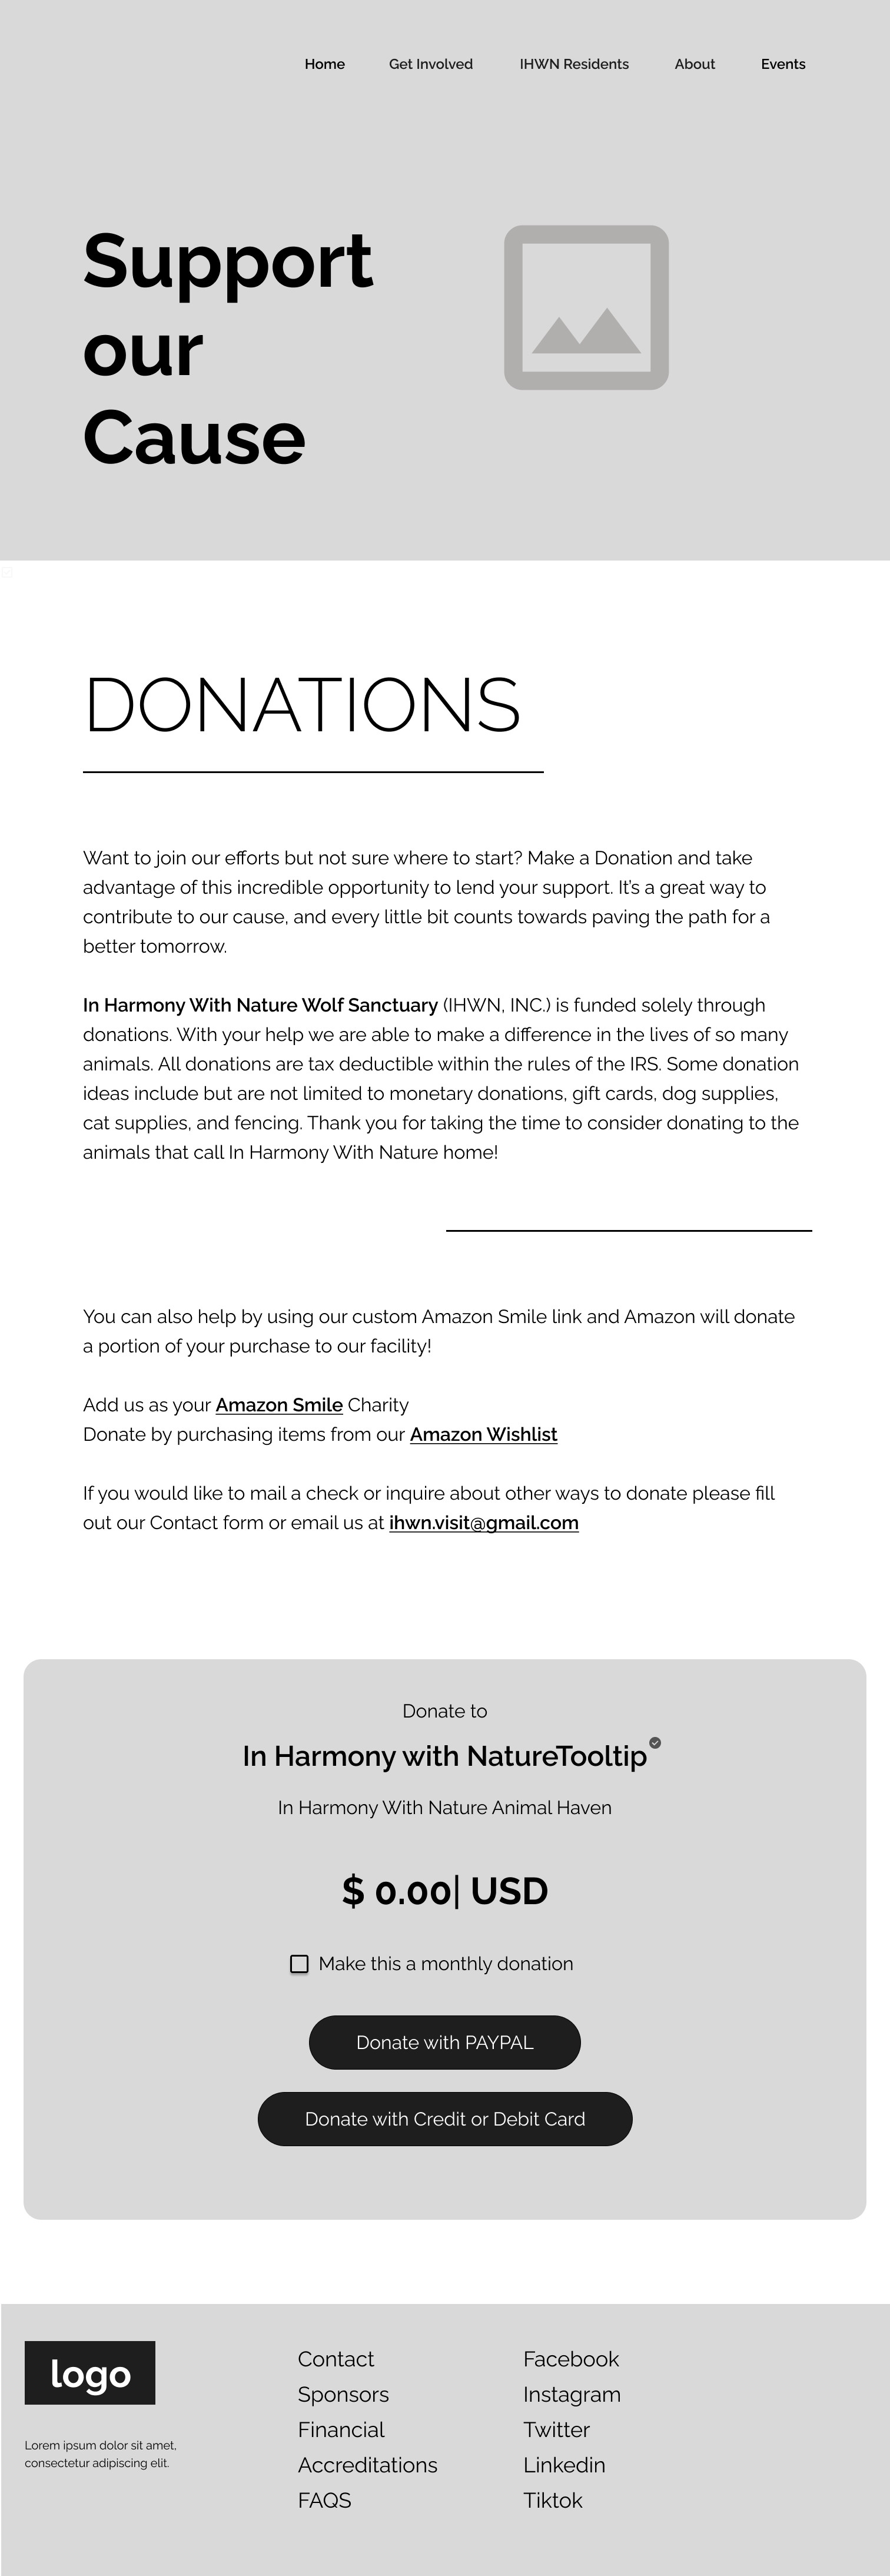 Home Get Involved IHWN Residents About Events
Support
our
Cause
DONATIONS
Want to join our efforts but not sure where to start? Make a Donation and take
advantage of this incredible opportunity to lend your support. It’s a great way to
contribute to our cause, and every little bit counts towards paving the path for a
better tomorrow.
In Harmony With Nature Wolf Sanctuary (IHWN, INC.) is funded solely through
donations. With your help we are able to make a difference in the lives of so many
animals. All donations are tax deductible within the rules of the IRS. Some donation
ideas include but are not limited to monetary donations, gift cards, dog supplies,
cat supplies, and fencing. Thank you for taking the time to consider donating to the
animals that call In Harmony With Nature home!
You can also help by using our custom Amazon Smile link and Amazon will donate
a portion of your purchase to our facility!
Add us as your Amazon Smile Charity
Donate by purchasing items from our Amazon Wishlist
If you would like to mail a check or inquire about other ways to donate please fill
out our Contact form or email us at ihwn.visit@gmail.com
Donate to
In Harmony with NatureTooltip
In Harmony With Nature Animal Haven
$ 0.00| USD
Make this a monthly donation
Donate with PAYPAL
Donate with Credit or Debit Card
logo
Lorem ipsum dolor sit amet,
consectetur adipiscing elit.
Contact
Sponsors
Financial
Accreditations
FAQS
Facebook
Instagram
Twitter
Linkedin
Tiktok